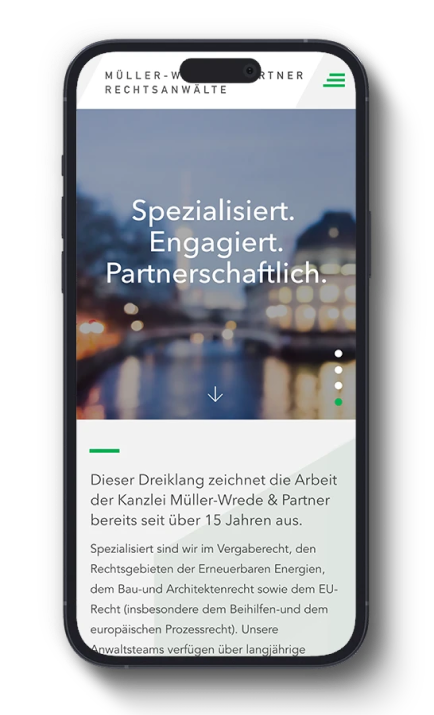 MÜLLER-W RTNER
RECHTSANWÄLTE
Spezialisiert.
Engagiert.
Partnerschaftlich.
Dieser Dreiklang zeichnet die Arbeit
der Kanzlei Müller-Wrede & Partner
bereits seit über 15 Jahren aus.
Spezialisiert sind wir im Vergaberecht, den
Rechtsgebieten der Erneuerbaren Energien,
dem Bau-und Architektenrecht sowie dem EU-
Recht (insbesondere dem Beihilfen-und dem
europäischen Prozessrecht). Unsere
Anwaltsteams verfügen über langjährige